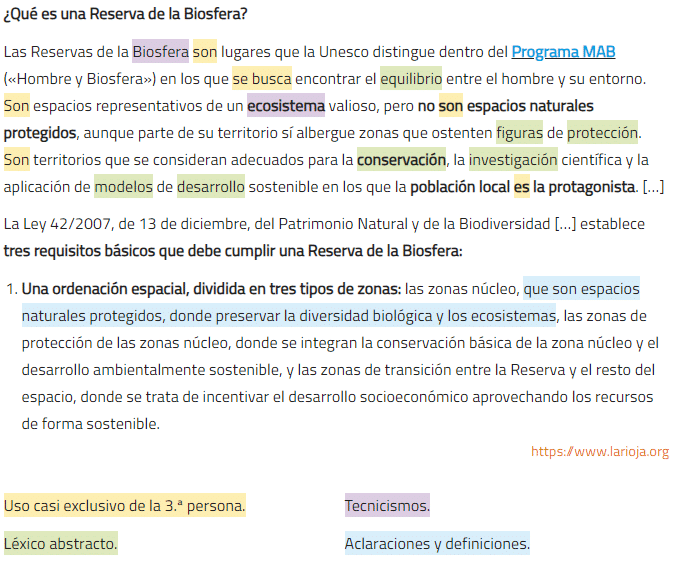 ¿Qué es una Reserva de la Biosfera?
Las Reservas de la Biosfera son lugares que la Unesco distingue dentro del Programa MAB
(«Hombre y Biosfera») en los que se busca encontrar el equilibrio entre el hombre y su entorno.
Son espacios representativos de un ecosistema valioso, pero no son espacios naturales
protegidos, aunque parte de su territorio sí albergue zonas que ostenten figuras de protección.
Son territorios que se consideran adecuados para la conservación, la investigación científica y la
aplicación de modelos de desarrollo sostenible en los que la población local es la protagonista. [...]
La Ley 42/2007, de 13 de diciembre, del Patrimonio Natural y de la Biodiversidad [...] establece
tres requisitos básicos que debe cumplir una Reserva de la Biosfera:
1. Una ordenación espacial, dividida en tres tipos de zonas: las zonas núcleo, que son espacios
naturales protegidos, donde preservar la diversidad biológica y los ecosistemas, las zonas de
protección de las zonas núcleo, donde se integran la conservación básica de la zona núcleo y el
desarrollo ambientalmente sostenible, y las zonas de transición entre la Reserva y el resto del
espacio, donde se trata de incentivar el desarrollo socioeconómico aprovechando los recursos
de forma sostenible.
https://www.larioja.org
Uso casi exclusivo de la 3.ª persona. Tecnicismos.
Léxico abstracto. Aclaraciones y definiciones.